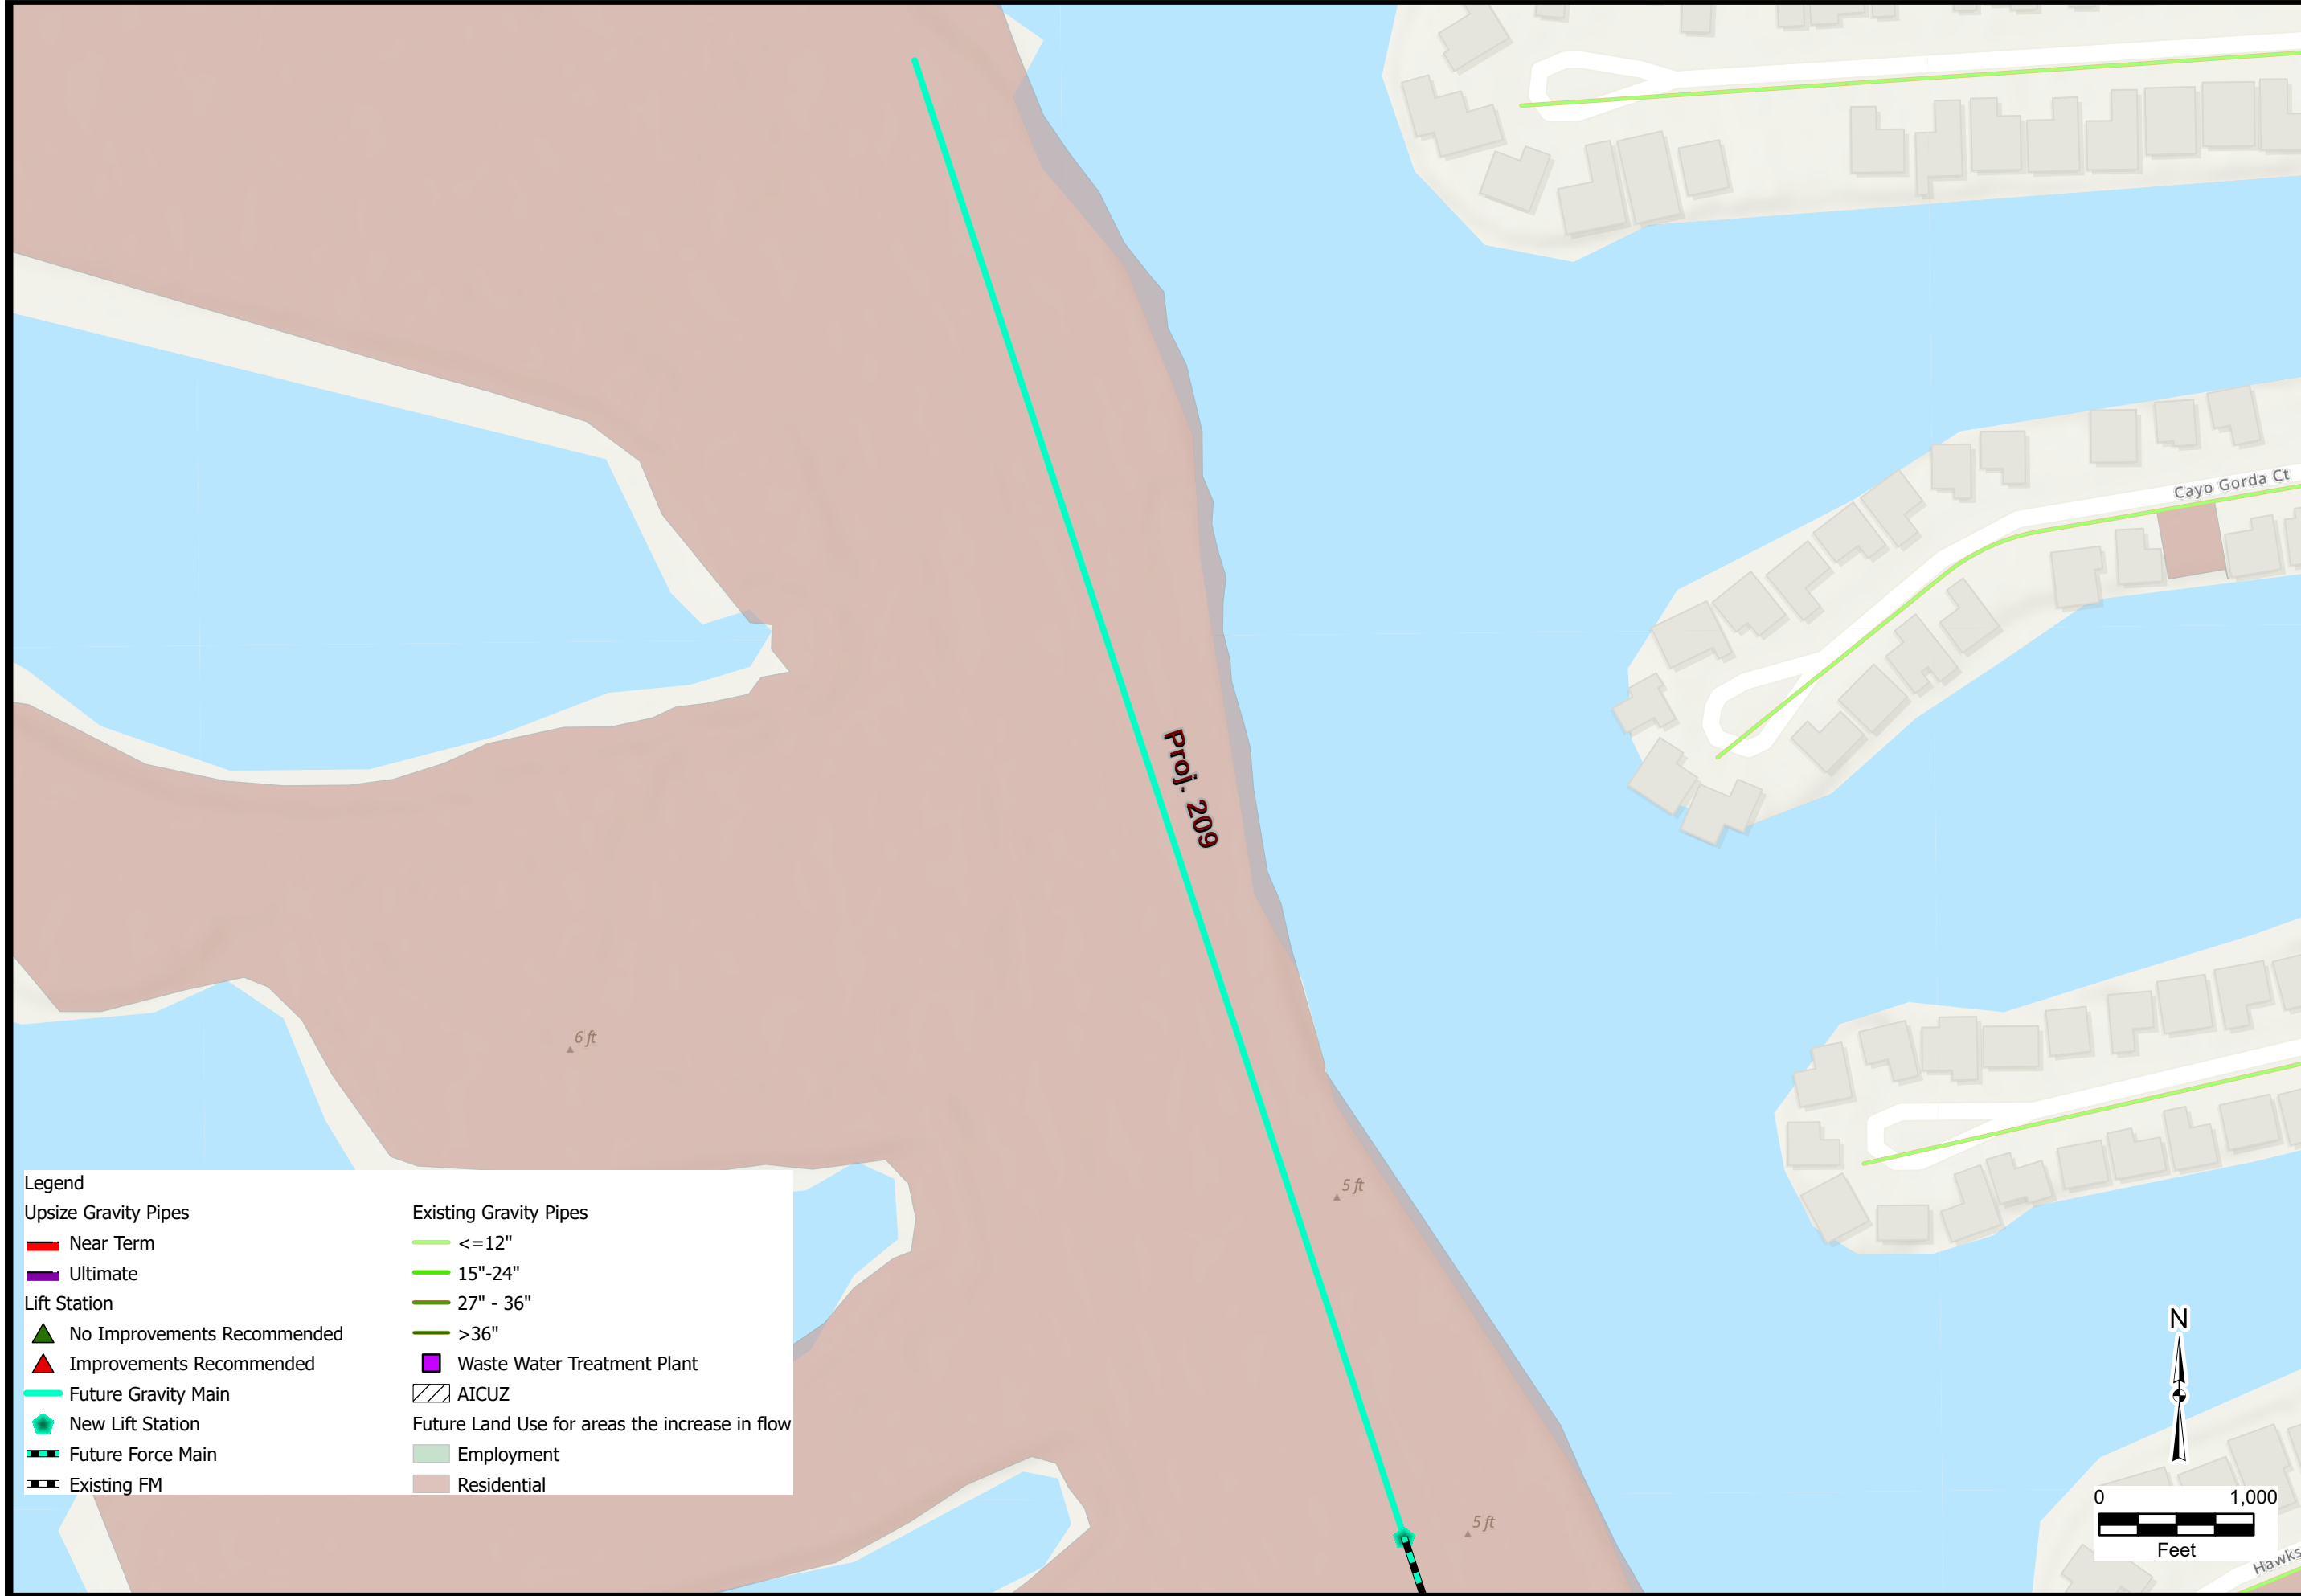 Cayo Gorda Ct
Proj. 209
6 ft
5 ft
5 ft
Legend
Upsize Gravity Pipes
Near Term
Ultimate
Lift Station
No Improvements Recommended
Improvements Recommended
Future Gravity Main
New Lift Station
Future Force Main
Existing FM
Existing Gravity Pipes
<=12"
15"-24"
27" - 36"
>36"
Waste Water Treatment Plant
AICUZ
Future Land Use for areas the increase in flow
Employment
Residential
N
0 1,000
Feet
Hawks